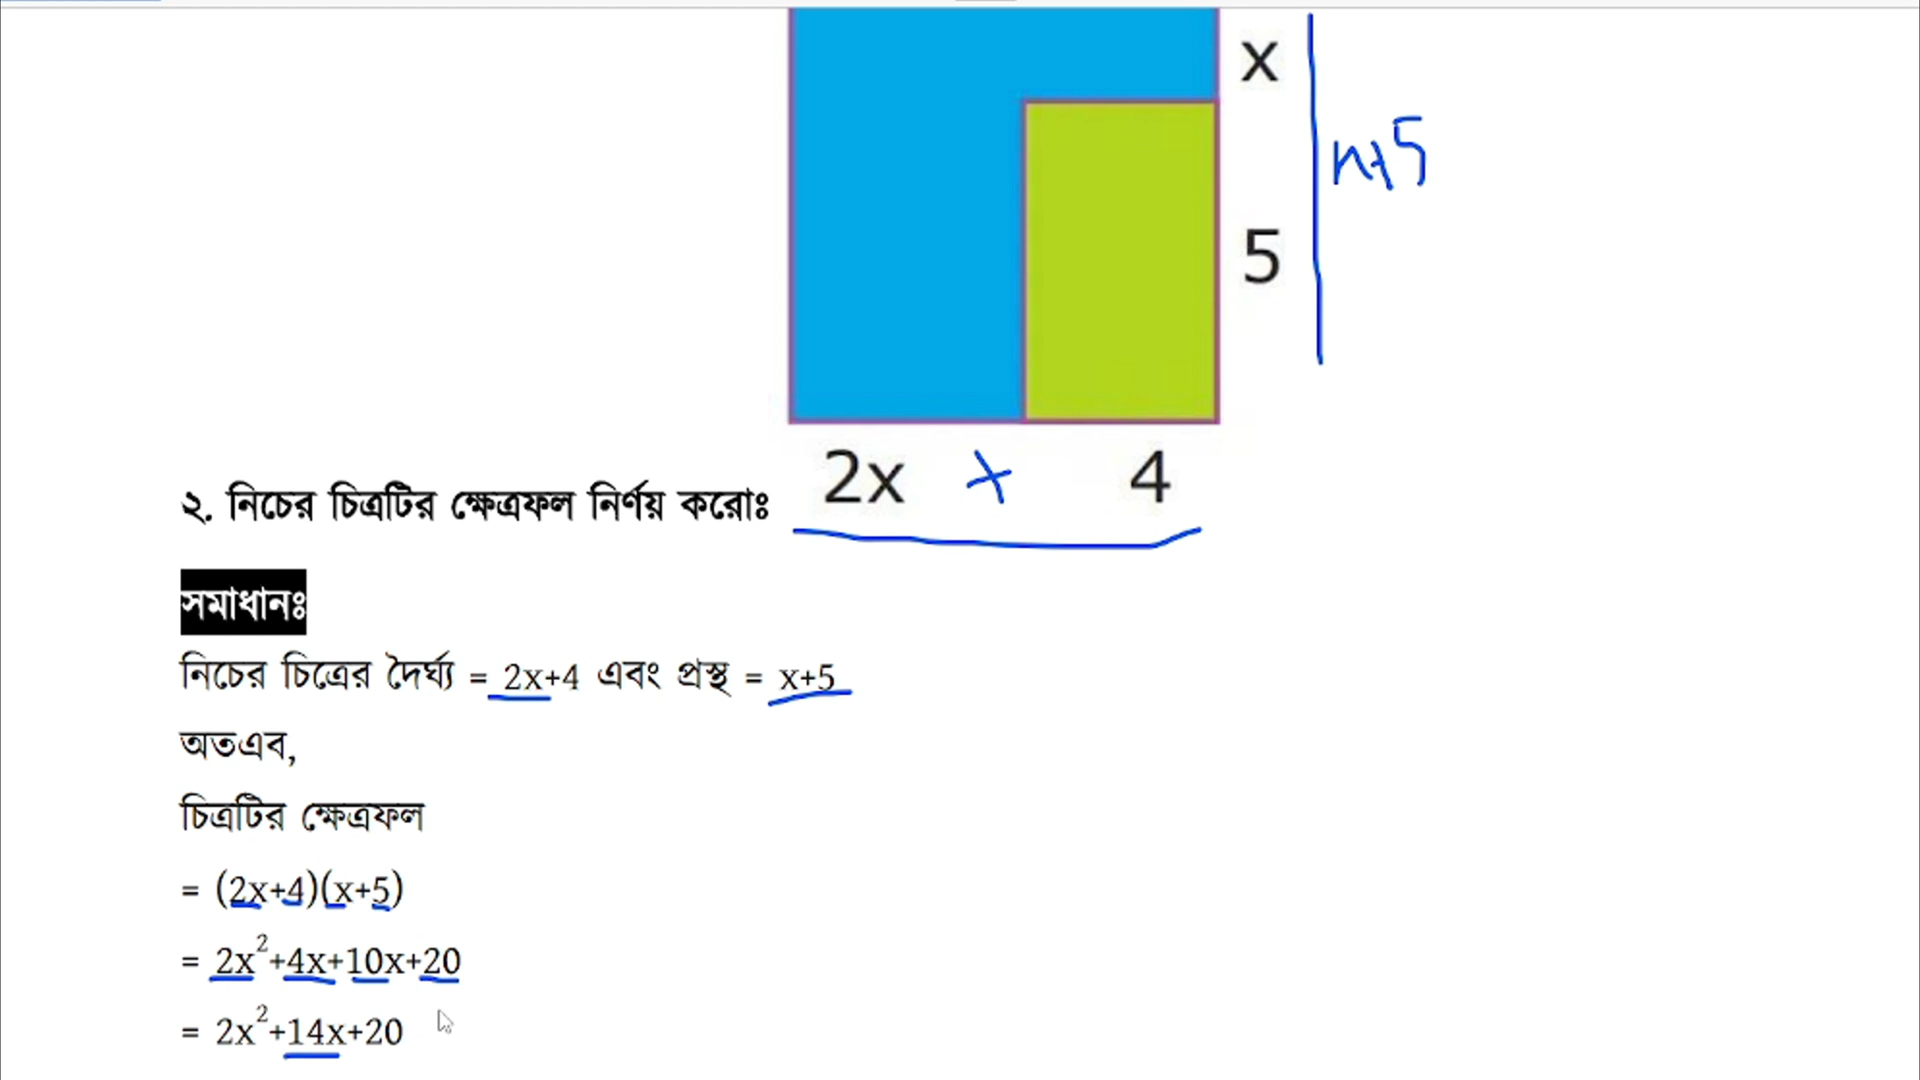 x
x+5
5
2x + 4
২. নিচের চিত্রটির ক্ষেত্রফল নির্ণয় করোঃ
সমাধানঃ
নিচের চিত্রের দৈর্ঘ্য = 2x+4 এবং প্রস্থ = x+5
অতএব,
চিত্রটির ক্ষেত্রফল
= (2x+4)(x+5)
= 2x²+4x+10x+20
= 2x²+14x+20